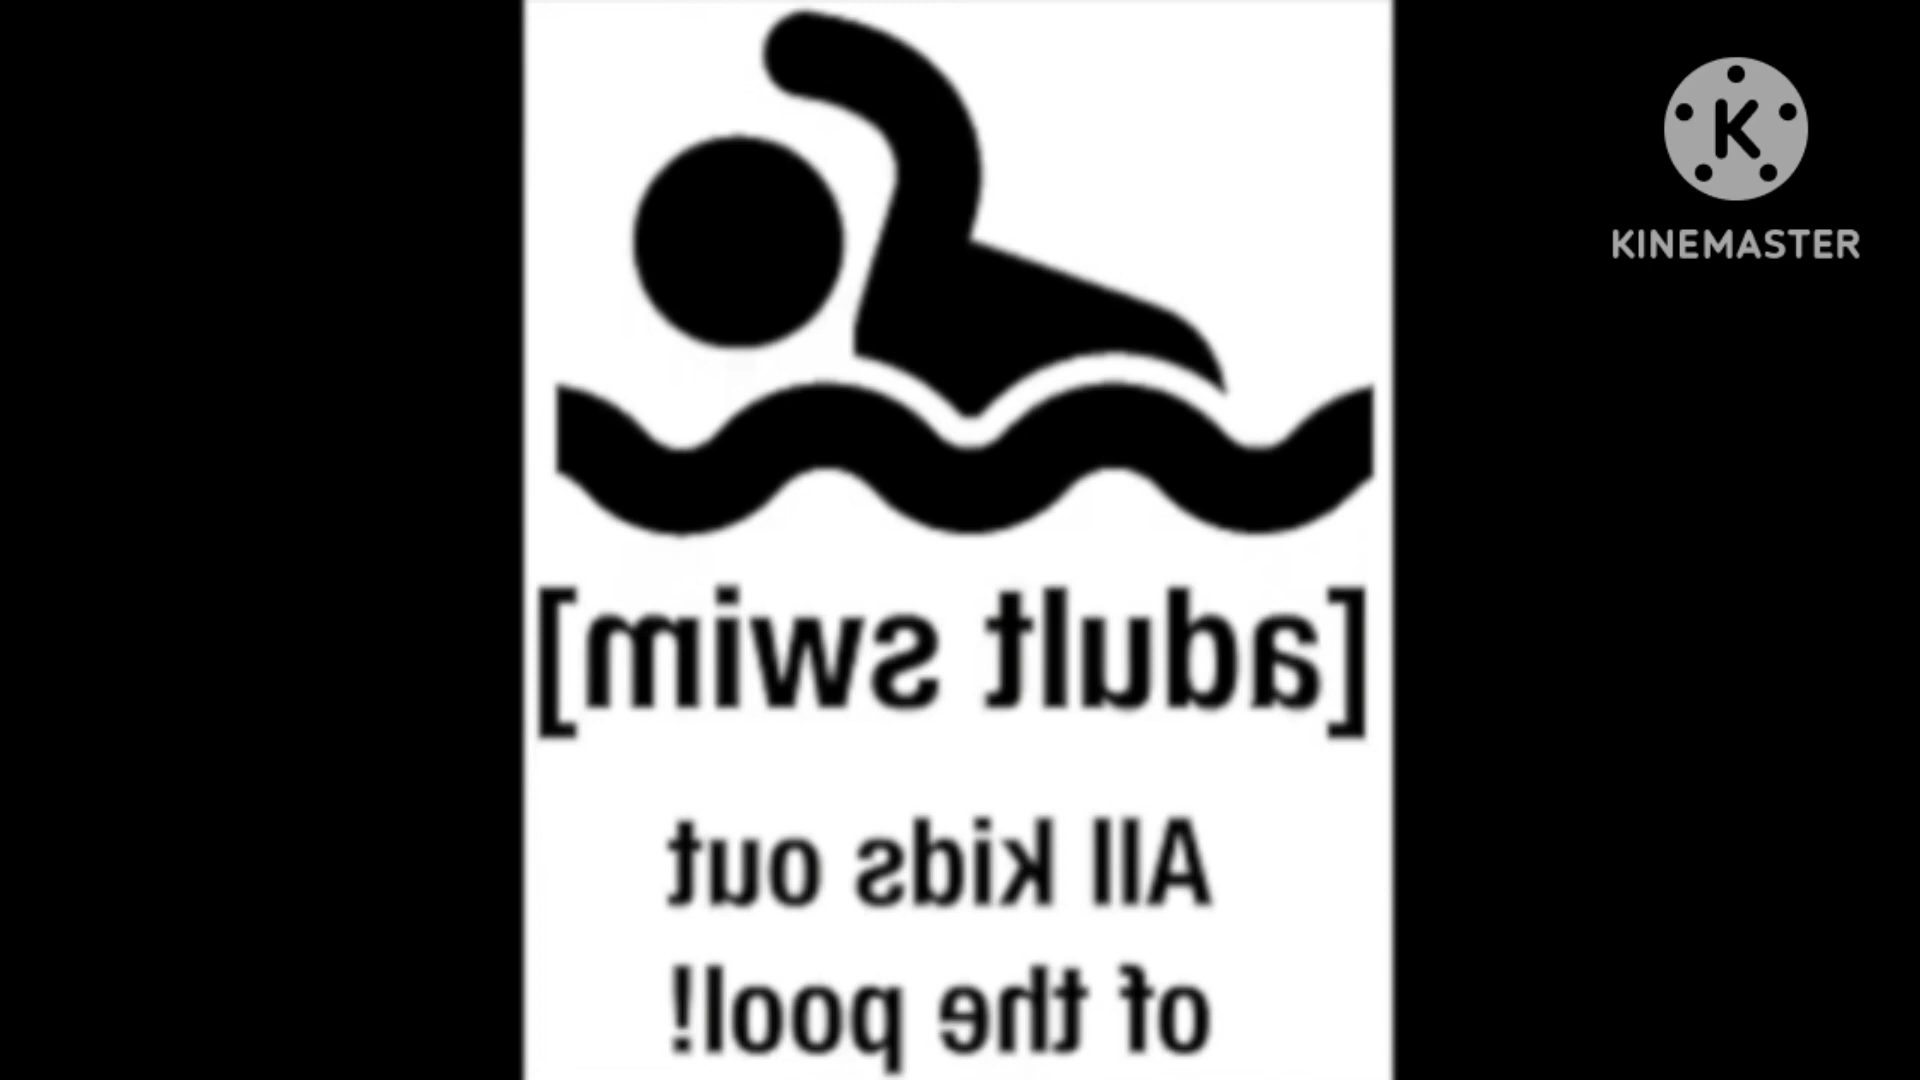 K
KINEMASTER
[adult swim]
All kids out
of the pool!